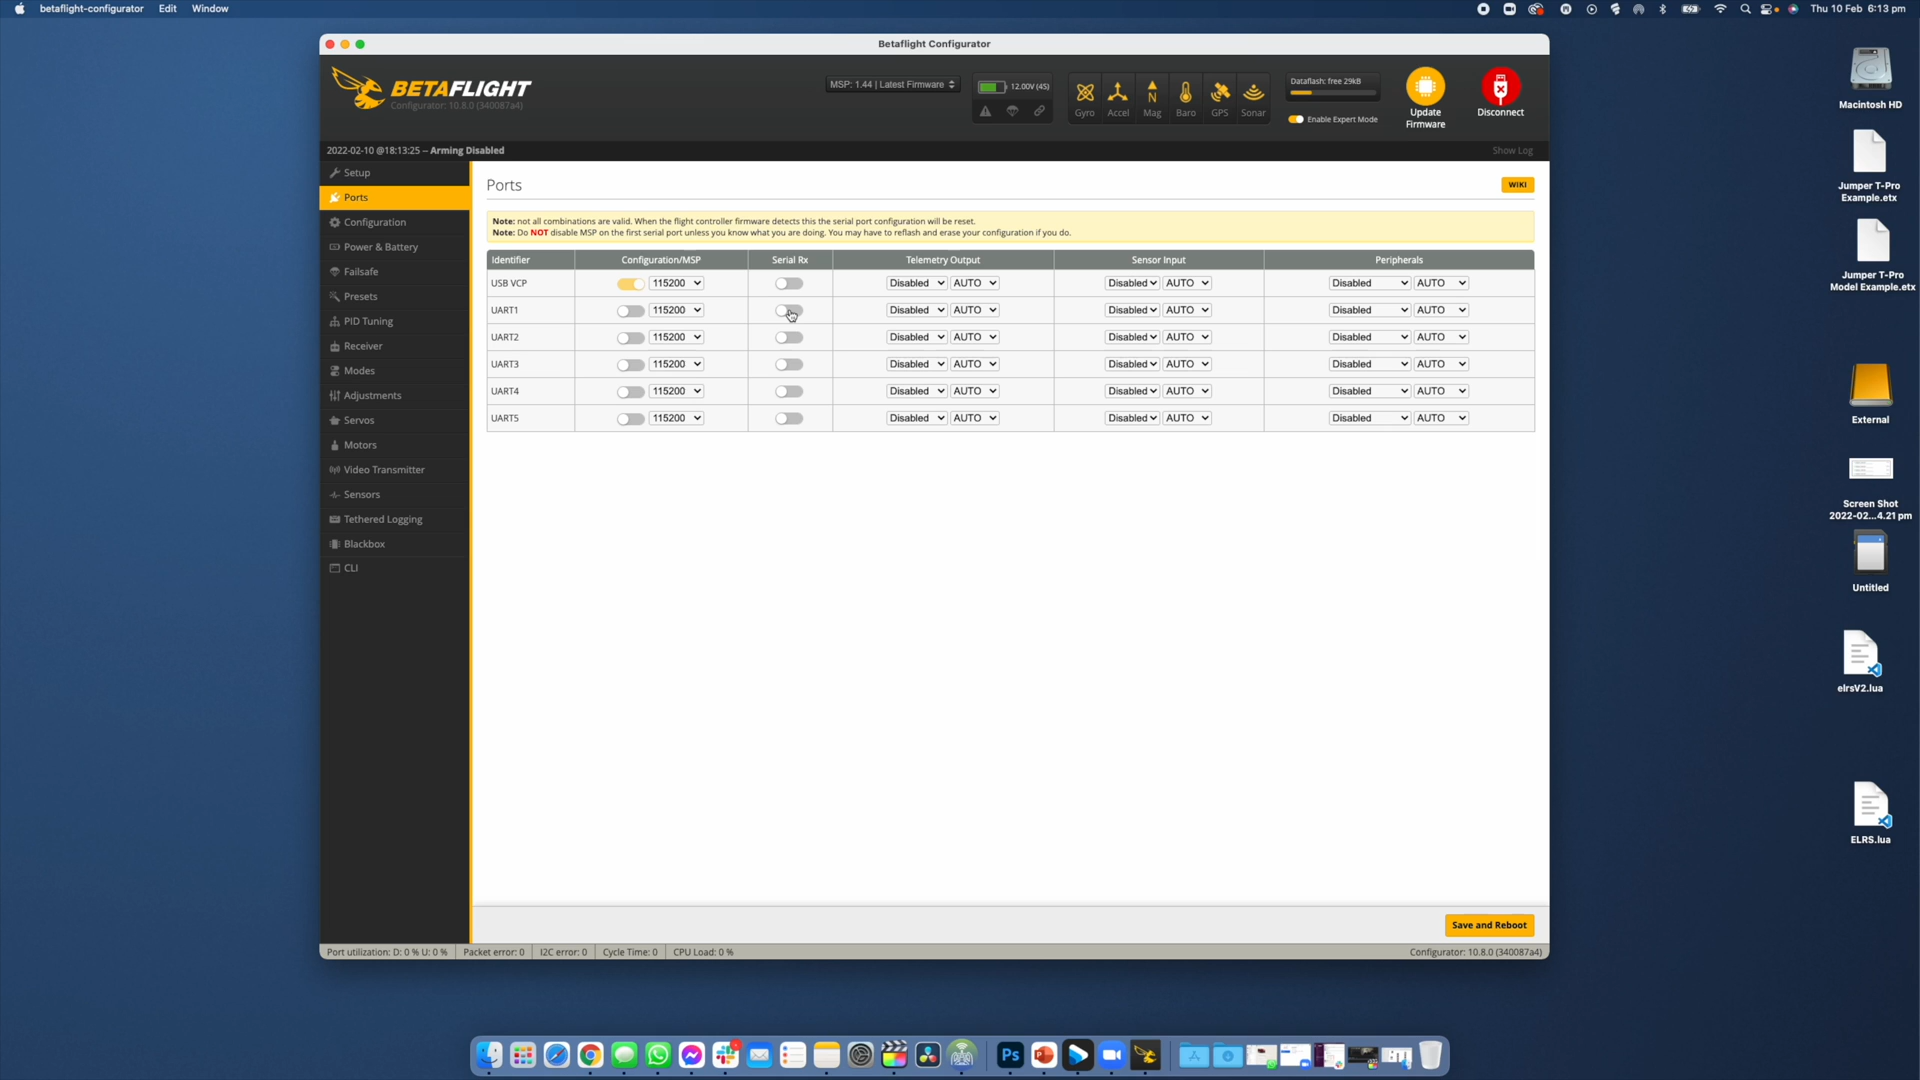 betaflight-configurator Edit Window Thu 10 Feb 6:13 pm
Betaflight Configurator
BETAFLIGHT
Configurator: 10.8.0 (340087a4)
MSP: 1.44 | Latest Firmware
12.00V (4S)
Gyro Accel Mag Baro GPS Sonar
Dataflash: free 29kB
Enable Expert Mode
Update
Firmware
Disconnect
2022-02-10 @18:13:25 -- Arming Disabled
Show Log
Setup
Ports
Configuration
Power & Battery
Failsafe
Presets
PID Tuning
Receiver
Modes
Adjustments
Servos
Motors
Video Transmitter
Sensors
Tethered Logging
Blackbox
CLI
Ports
WIKI
Note: not all combinations are valid. When the flight controller firmware detects this the serial port configuration will be reset.
Note: Do NOT disable MSP on the first serial port unless you know what you are doing. You may have to reflash and erase your configuration if you do.
Identifier Configuration/MSP Serial Rx Telemetry Output Sensor Input Peripherals
USB VCP 115200 Disabled AUTO Disabled AUTO Disabled AUTO
UART1 115200 Disabled AUTO Disabled AUTO Disabled AUTO
UART2 115200 Disabled AUTO Disabled AUTO Disabled AUTO
UART3 115200 Disabled AUTO Disabled AUTO Disabled AUTO
UART4 115200 Disabled AUTO Disabled AUTO Disabled AUTO
UART5 115200 Disabled AUTO Disabled AUTO Disabled AUTO
Save and Reboot
Port utilization: D: 0 % U: 0 % Packet error: 0 I2C error: 0 Cycle Time: 0 CPU Load: 0 % Configurator: 10.8.0 (340087a4)
Macintosh HD
Jumper T-Pro
Example.etx
Jumper T-Pro
Model Example.etx
External
Screen Shot
2022-02...4.21 pm
Untitled
elrsV2.lua
ELRS.lua
Ps